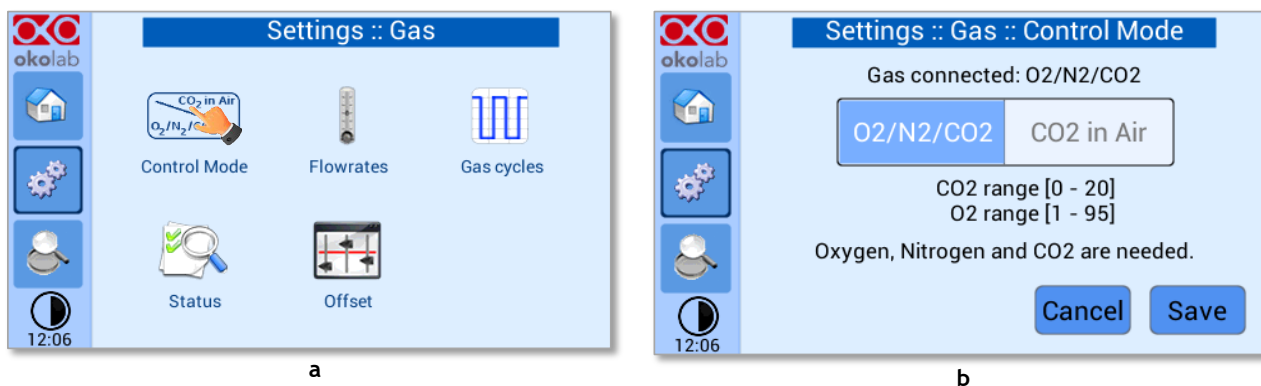 OKO
okolab
Settings :: Gas
CO2 in Air
O2/N2/
Control Mode
Flowrates
Gas cycles
Status
Offset
12:06
a
OKO
okolab
Settings :: Gas :: Control Mode
Gas connected: O2/N2/CO2
O2/N2/CO2
CO2 in Air
CO2 range [0 - 20]
O2 range [1 - 95]
Oxygen, Nitrogen and CO2 are needed.
Cancel
Save
12:06
b